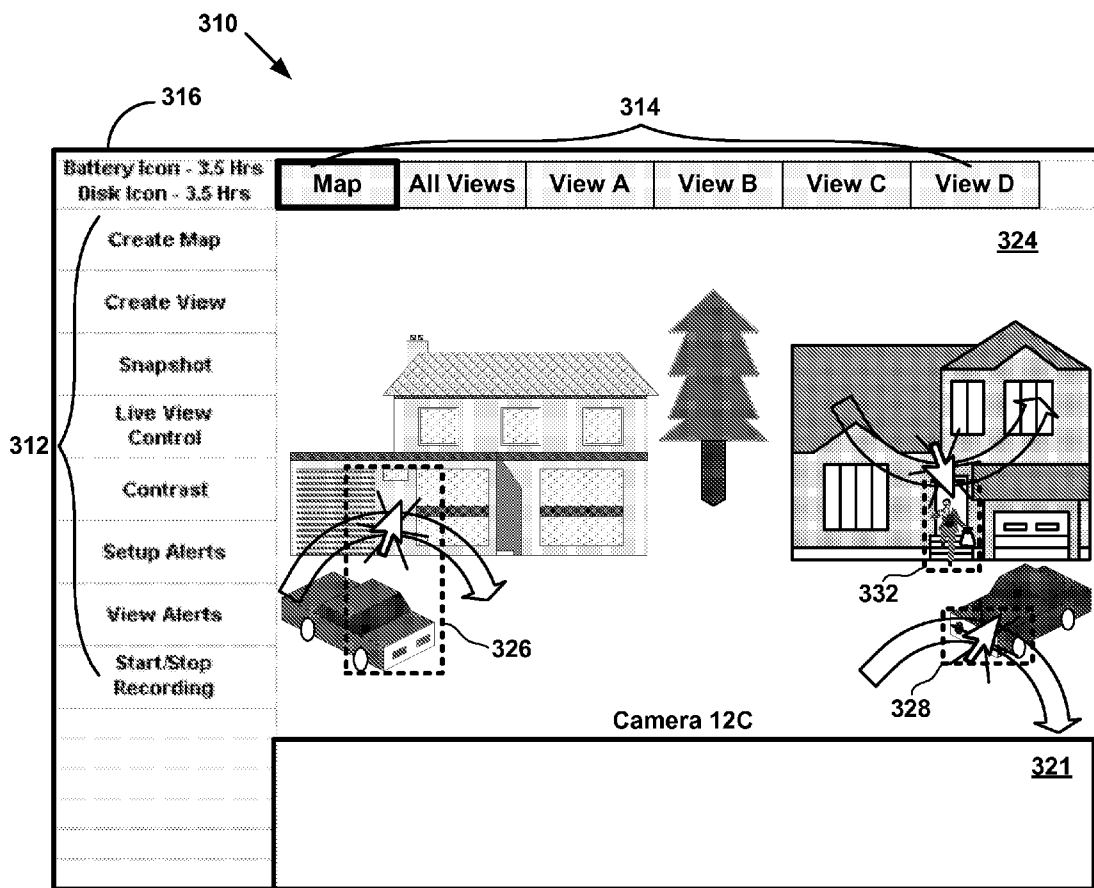 310
316
314
Battery Icon - 3.5 Hrs
Disk Icon - 3.5 Hrs
Map
All Views
View A
View B
View C
View D
324
312
Create Map
Create View
Snapshot
Live View
Control
Contrast
Setup Alerts
View Alerts
Start/Stop
Recording
332
326
328
Camera 12C
321